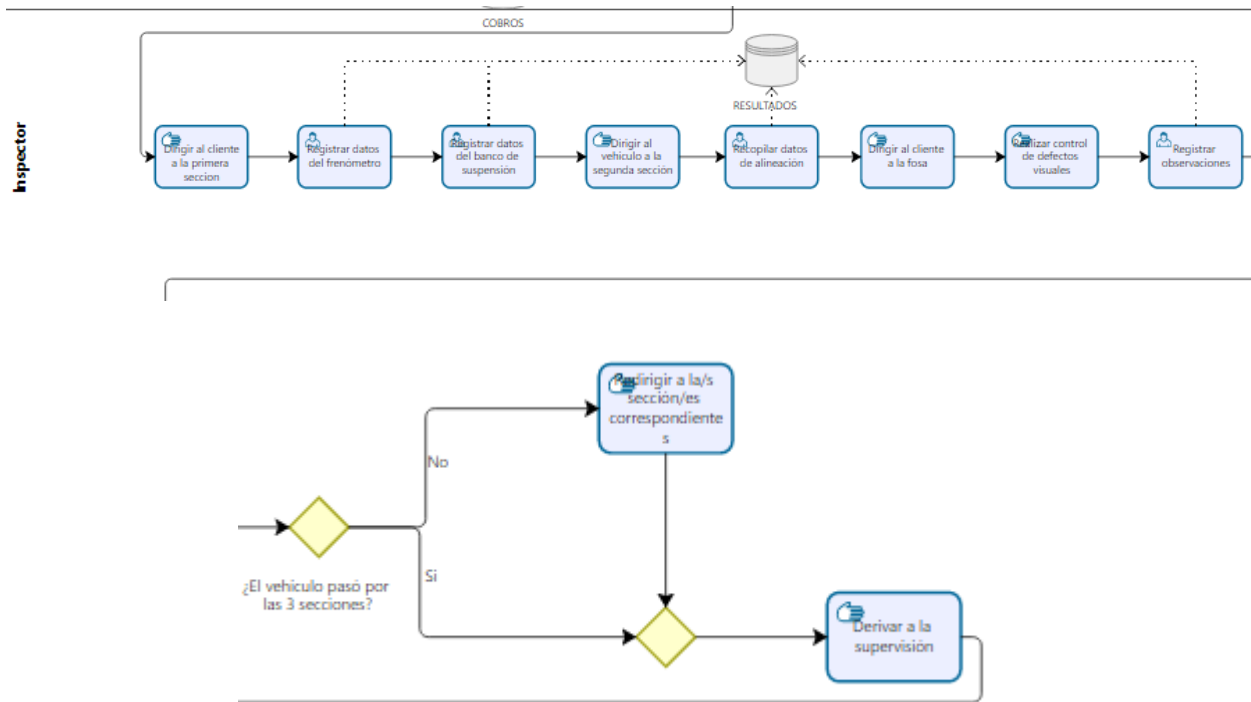 COBROS
RESULTADOS
Inspector
Dirigir al cliente
a la primera
seccion
Registrar datos
del frenómetro
Registrar datos
del banco de
suspensión
Dirigir al
vehiculo a la
segunda sección
Recopilar datos
de alineación
Dirgir al cliente
a la fosa
Realizar control
de defectos
visuales
Registrar
observaciones
Redirigir a la/s
sección/es
correspondiente
s
No
Si
¿El vehículo pasó por
las 3 secciones?
Derivar a la
supervisión